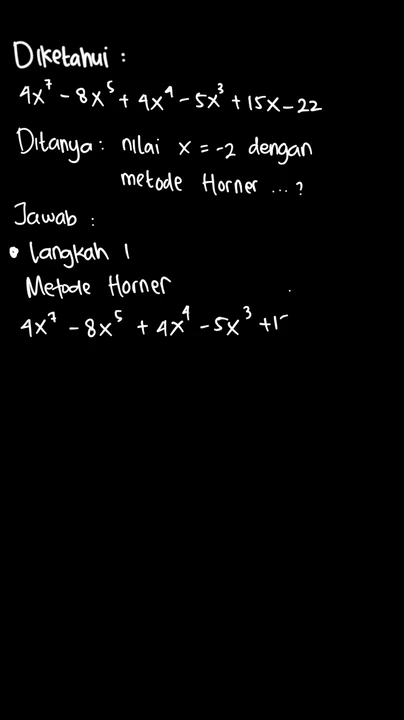 Diketahui :
4x⁷ - 8x⁵ + 4x⁴ - 5x³ + 15x - 22
Ditanya : nilai x = -2 dengan
metode Horner ... ?
Jawab :
• Langkah 1
Metode Horner
4x⁷ - 8x⁵ + 4x⁴ - 5x³ + 1